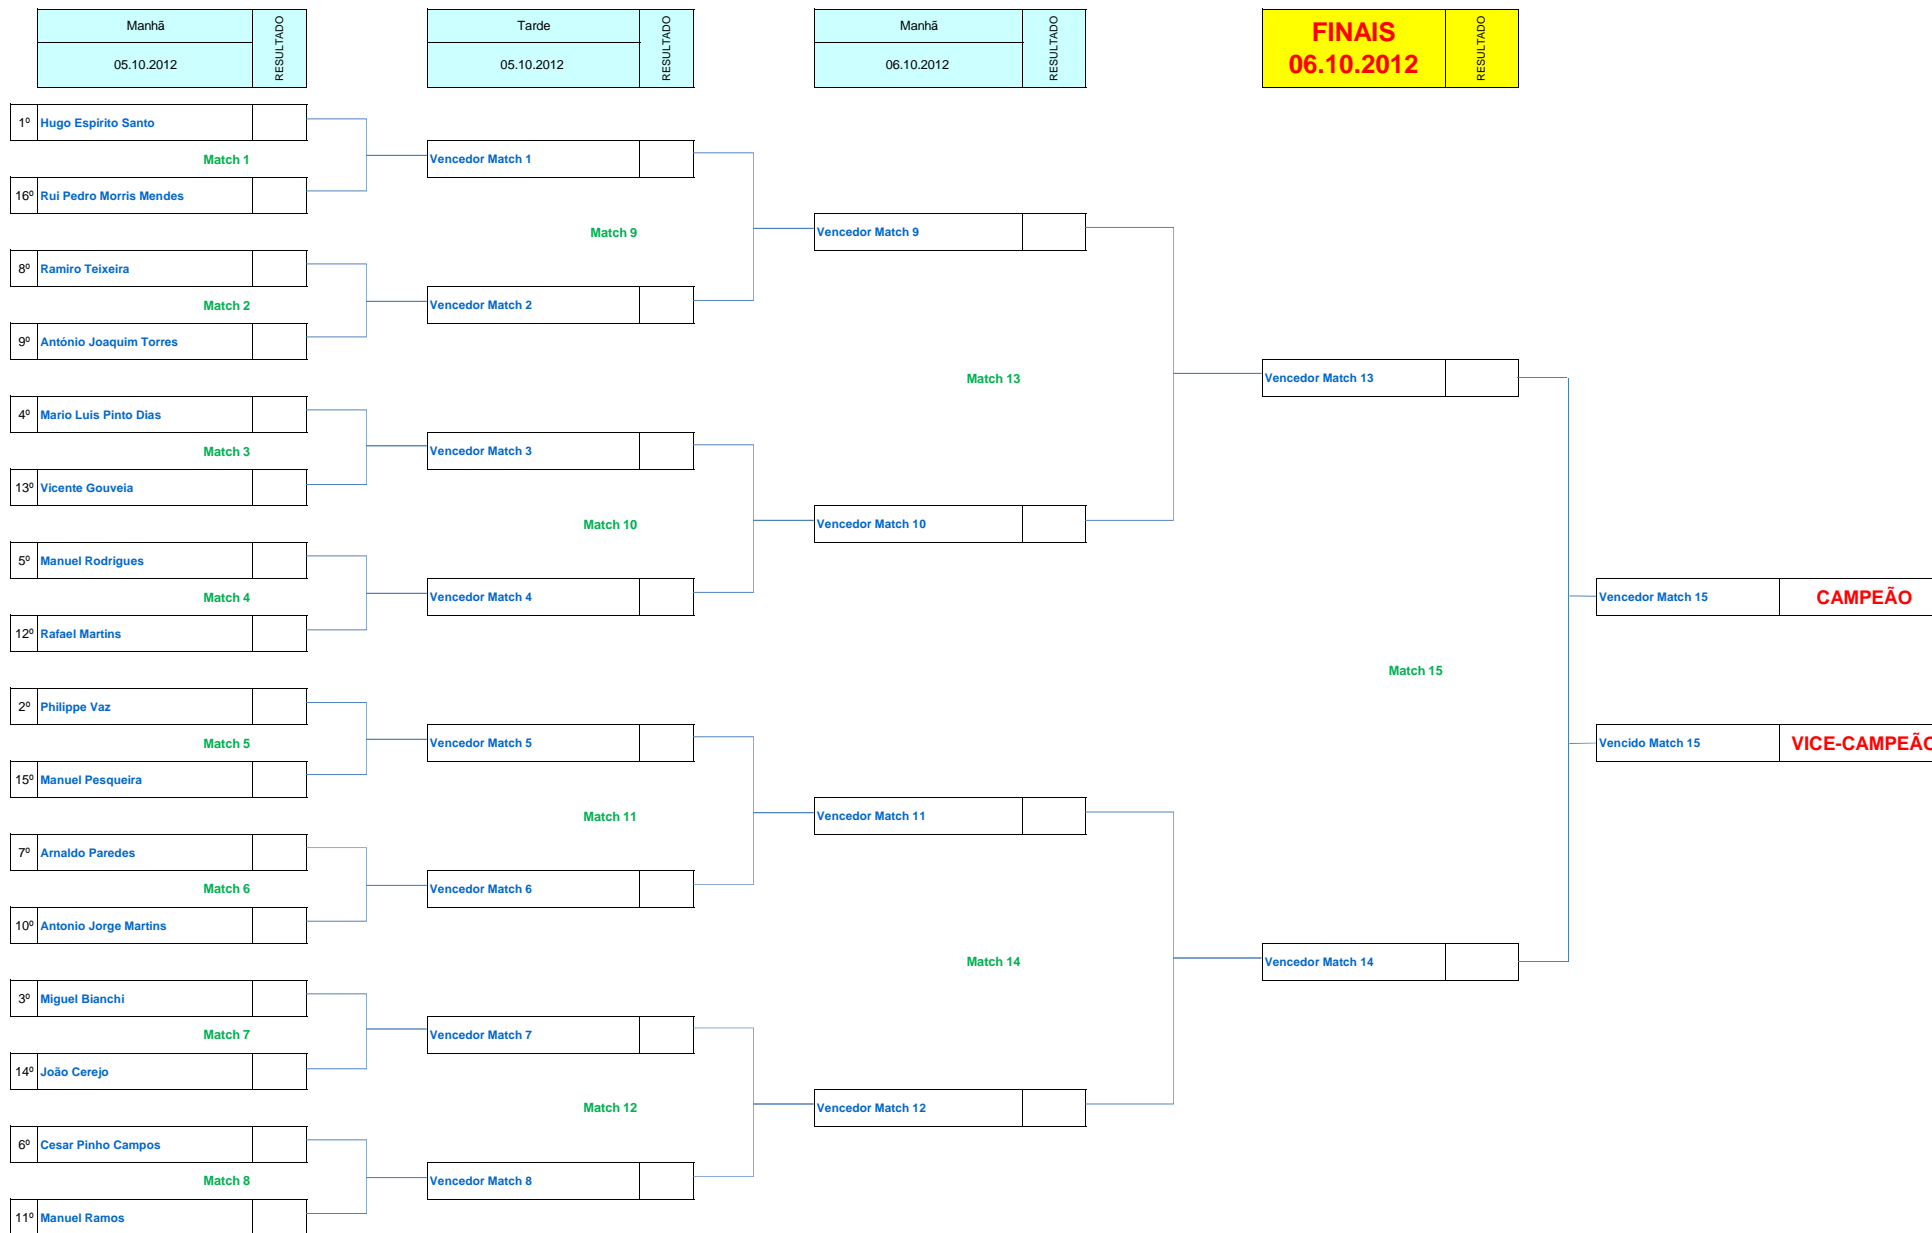 Manhã
05.10.2012
RESULTADO
Tarde
05.10.2012
RESULTADO
Manhã
06.10.2012
RESULTADO
FINAIS
06.10.2012
RESULTADO
1º Hugo Espirito Santo
Match 1
16º Rui Pedro Morris Mendes
8º Ramiro Teixeira
Match 2
9º António Joaquim Torres
4º Mario Luis Pinto Dias
Match 3
13º Vicente Gouveia
5º Manuel Rodrigues
Match 4
12º Rafael Martins
2º Philippe Vaz
Match 5
15º Manuel Pesqueira
7º Arnaldo Paredes
Match 6
10º Antonio Jorge Martins
3º Miguel Bianchi
Match 7
14º João Cerejo
6º Cesar Pinho Campos
Match 8
11º Manuel Ramos
Vencedor Match 1
Match 9
Vencedor Match 2
Vencedor Match 3
Match 10
Vencedor Match 4
Vencedor Match 5
Match 11
Vencedor Match 6
Vencedor Match 7
Match 12
Vencedor Match 8
Vencedor Match 9
Match 13
Vencedor Match 10
Vencedor Match 11
Match 14
Vencedor Match 12
Vencedor Match 13
Match 15
Vencedor Match 14
Vencedor Match 15 CAMPEÃO
Vencido Match 15 VICE-CAMPEÃO